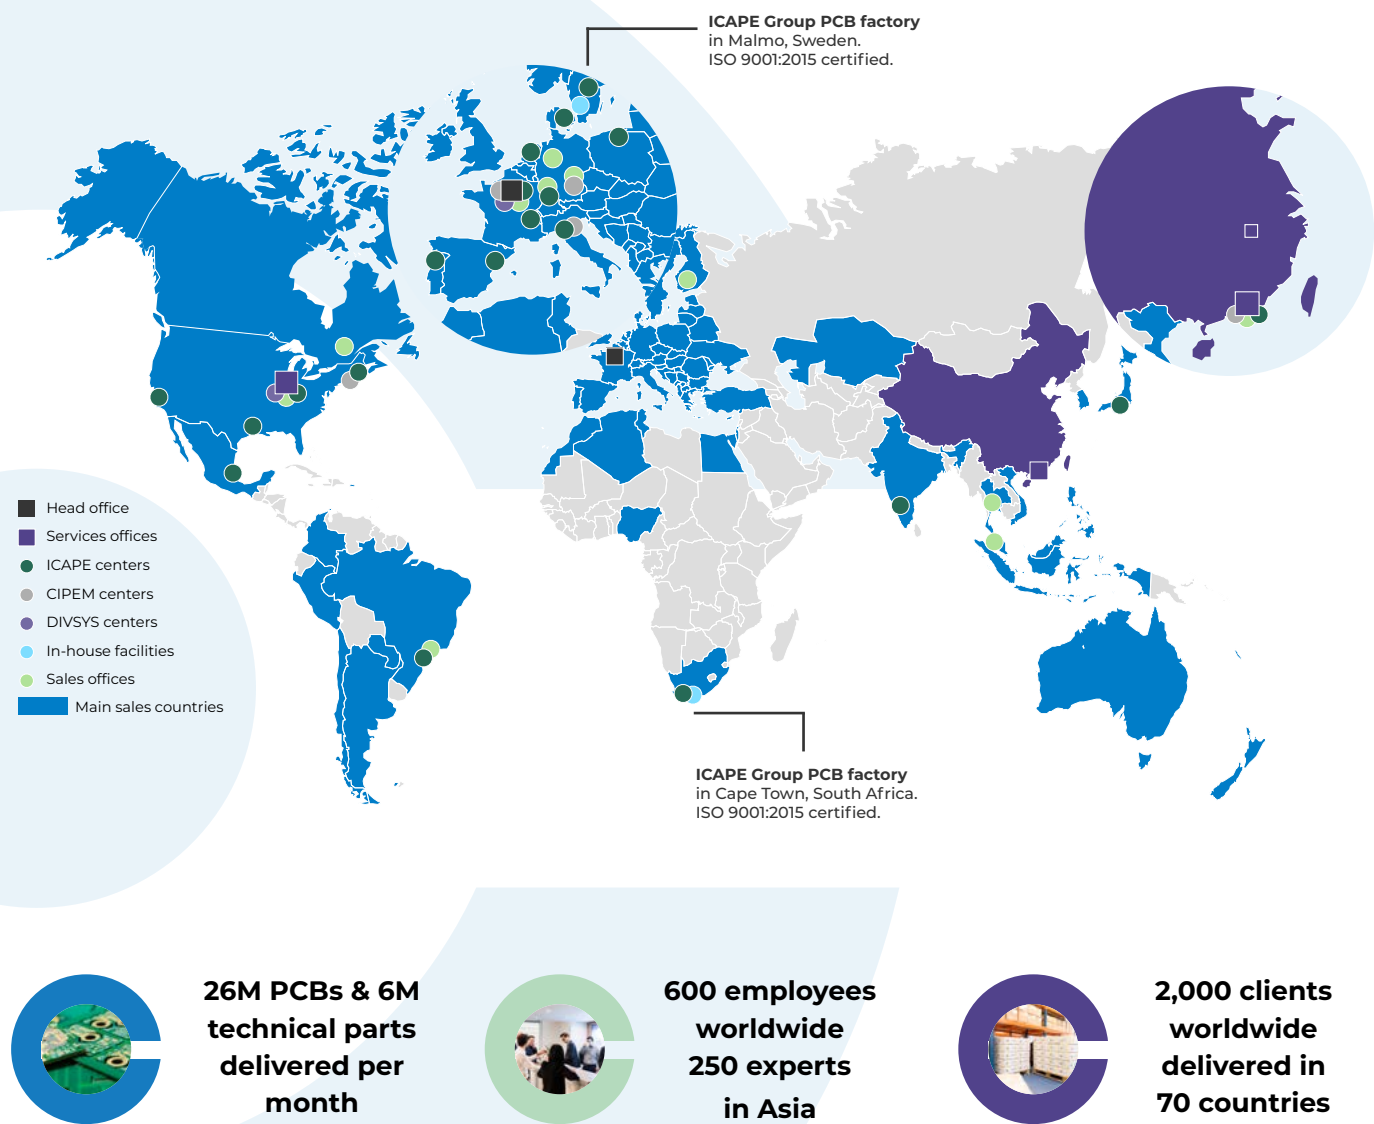 ICAPE Group PCB factory
in Malmo, Sweden.
ISO 9001:2015 certified.
Head office
Services offices
ICAPE centers
CIPEM centers
DIVSYS centers
In-house facilities
Sales offices
Main sales countries
ICAPE Group PCB factory
in Cape Town, South Africa.
ISO 9001:2015 certified.
26M PCBs & 6M
technical parts
delivered per
month
600 employees
worldwide
250 experts
in Asia
2,000 clients
worldwide
delivered in
70 countries